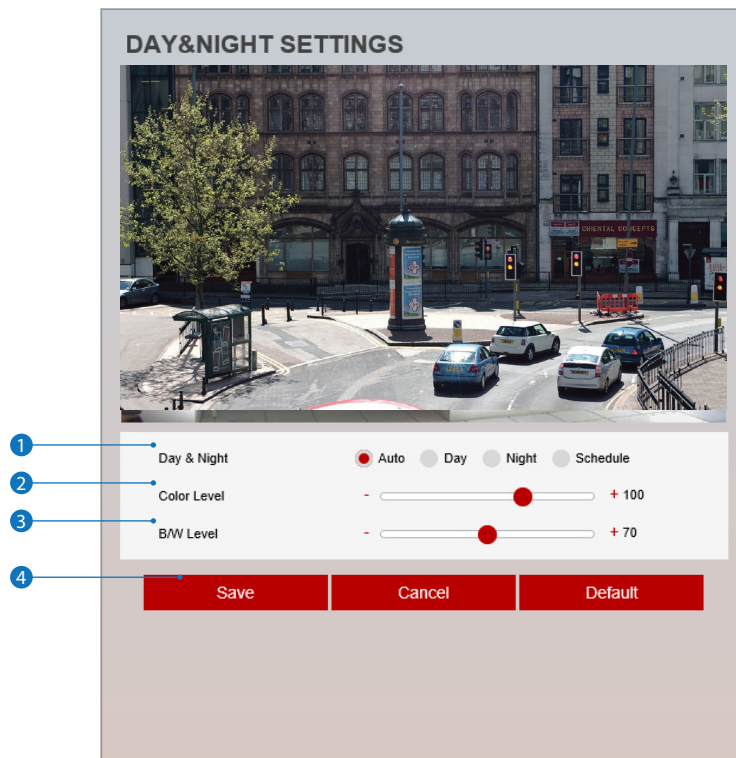 DAY&NIGHT SETTINGS
ORIENTAL CONCEPTS
1
Day & Night
Auto
Day
Night
Schedule
2
Color Level
-
+ 100
3
B/W Level
-
+ 70
4
Save
Cancel
Default